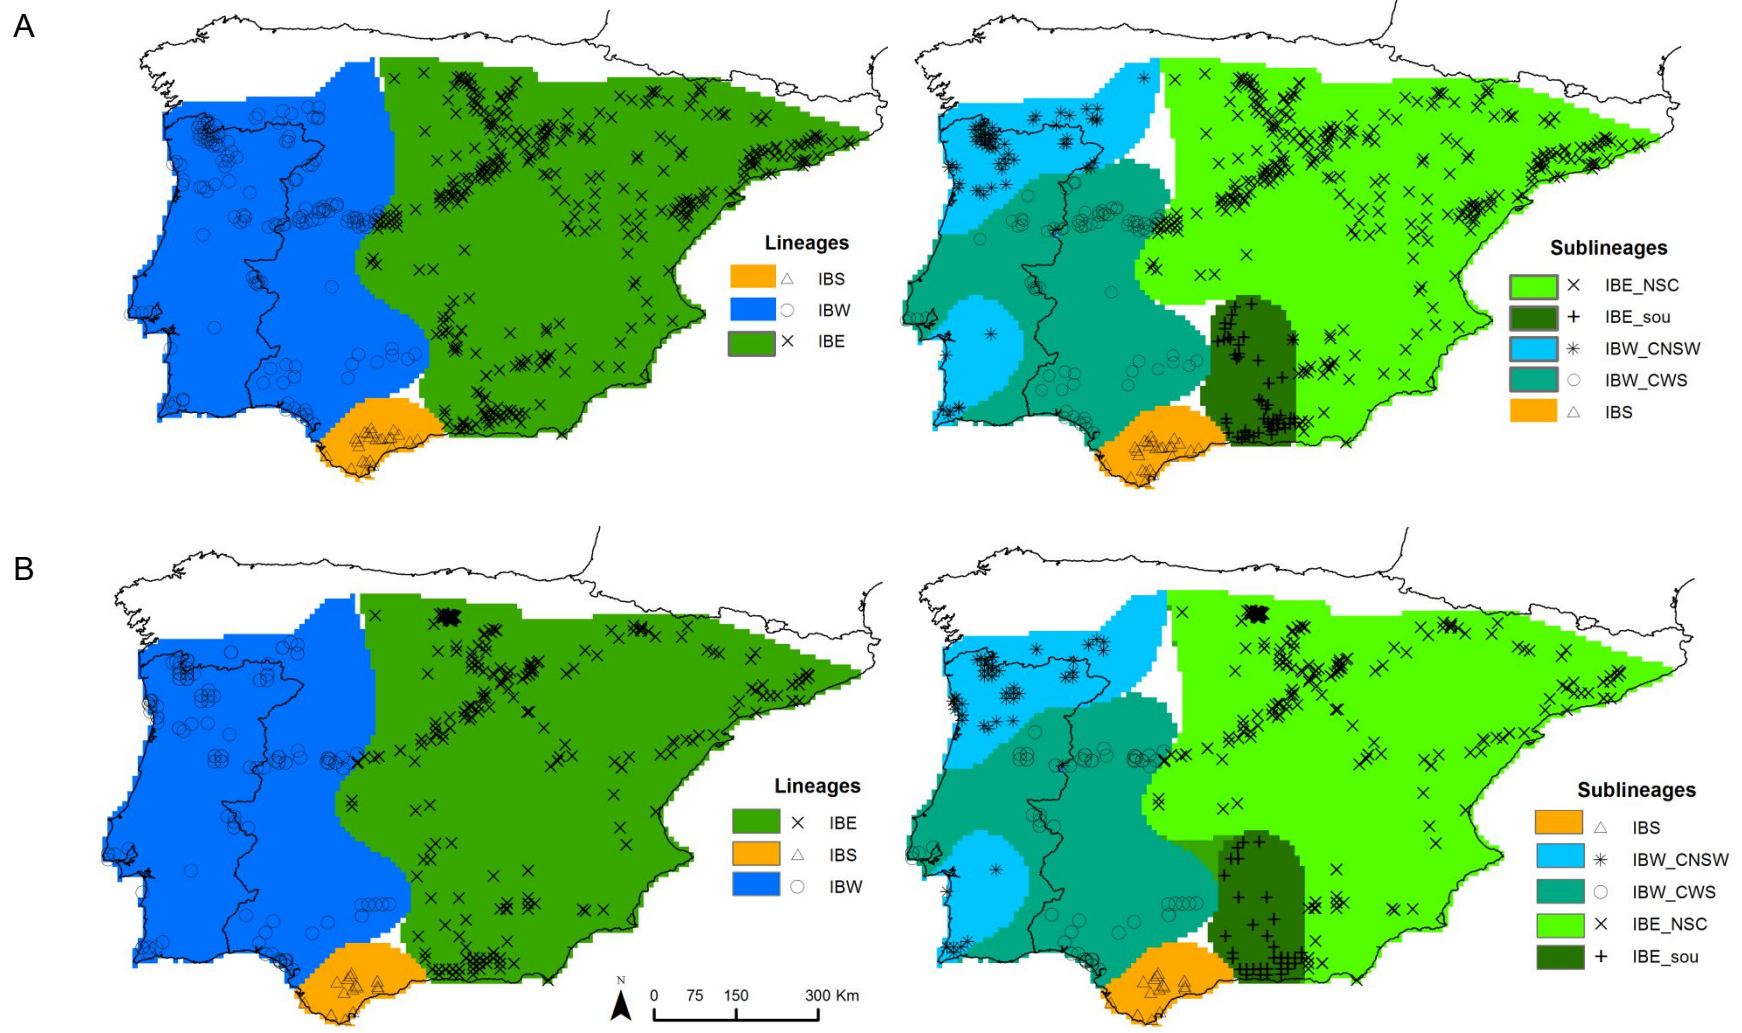 A
Lineages
IBS
IBW
IBE
Sublineages
IBE_NSC
IBE_sou
IBW_CNSW
IBW_CWS
IBS
B
Lineages
IBE
IBS
IBW
N
0 75 150 300 Km
Sublineages
IBS
IBW_CNSW
IBW_CWS
IBE_NSC
IBE_sou